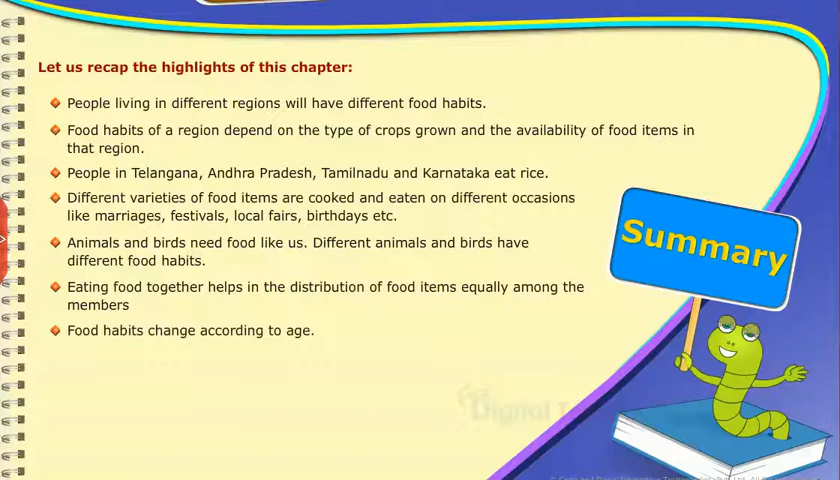 Let us recap the highlights of this chapter:
People living in different regions will have different food habits.
Food habits of a region depend on the type of crops grown and the availability of food items in
that region.
People in Telangana, Andhra Pradesh, Tamilnadu and Karnataka eat rice.
Different varieties of food items are cooked and eaten on different occasions
like marriages, festivals, local fairs, birthdays etc.
Animals and birds need food like us. Different animals and birds have
different food habits.
Eating food together helps in the distribution of food items equally among the
members
Food habits change according to age.
Summary